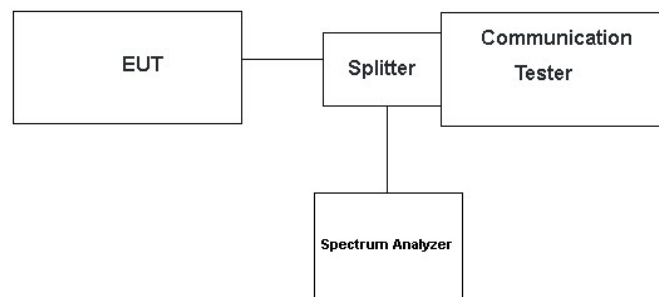 EUT
Splitter
Communication
Tester
Spectrum Analyzer